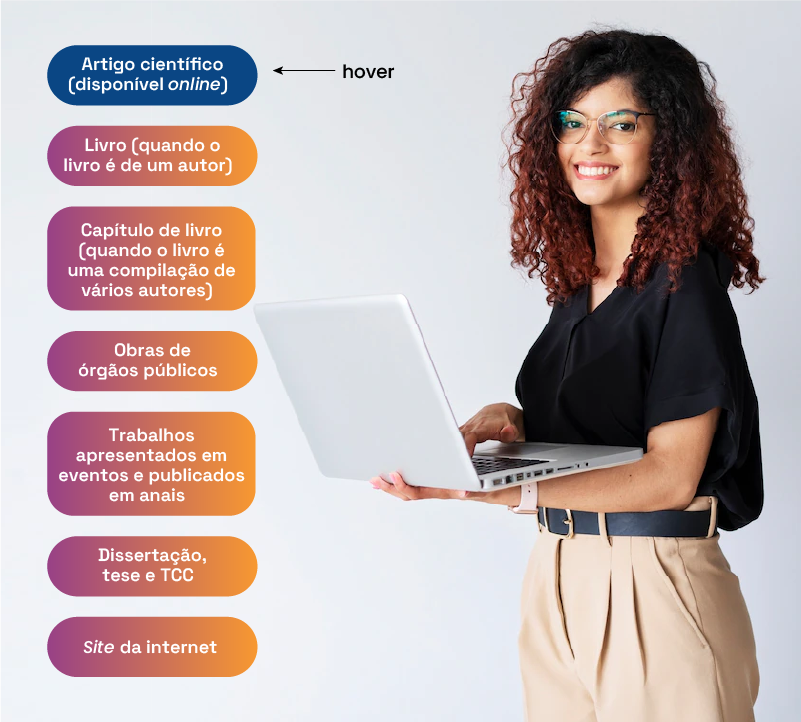 Artigo científico
(disponível online)
hover
Livro (quando o
livro é de um autor)
Capítulo de livro
(quando o livro é
uma compilação de
vários autores)
Obras de
órgãos públicos
Trabalhos
apresentados em
eventos e publicados
em anais
Dissertação,
tese e TCC
Site da internet